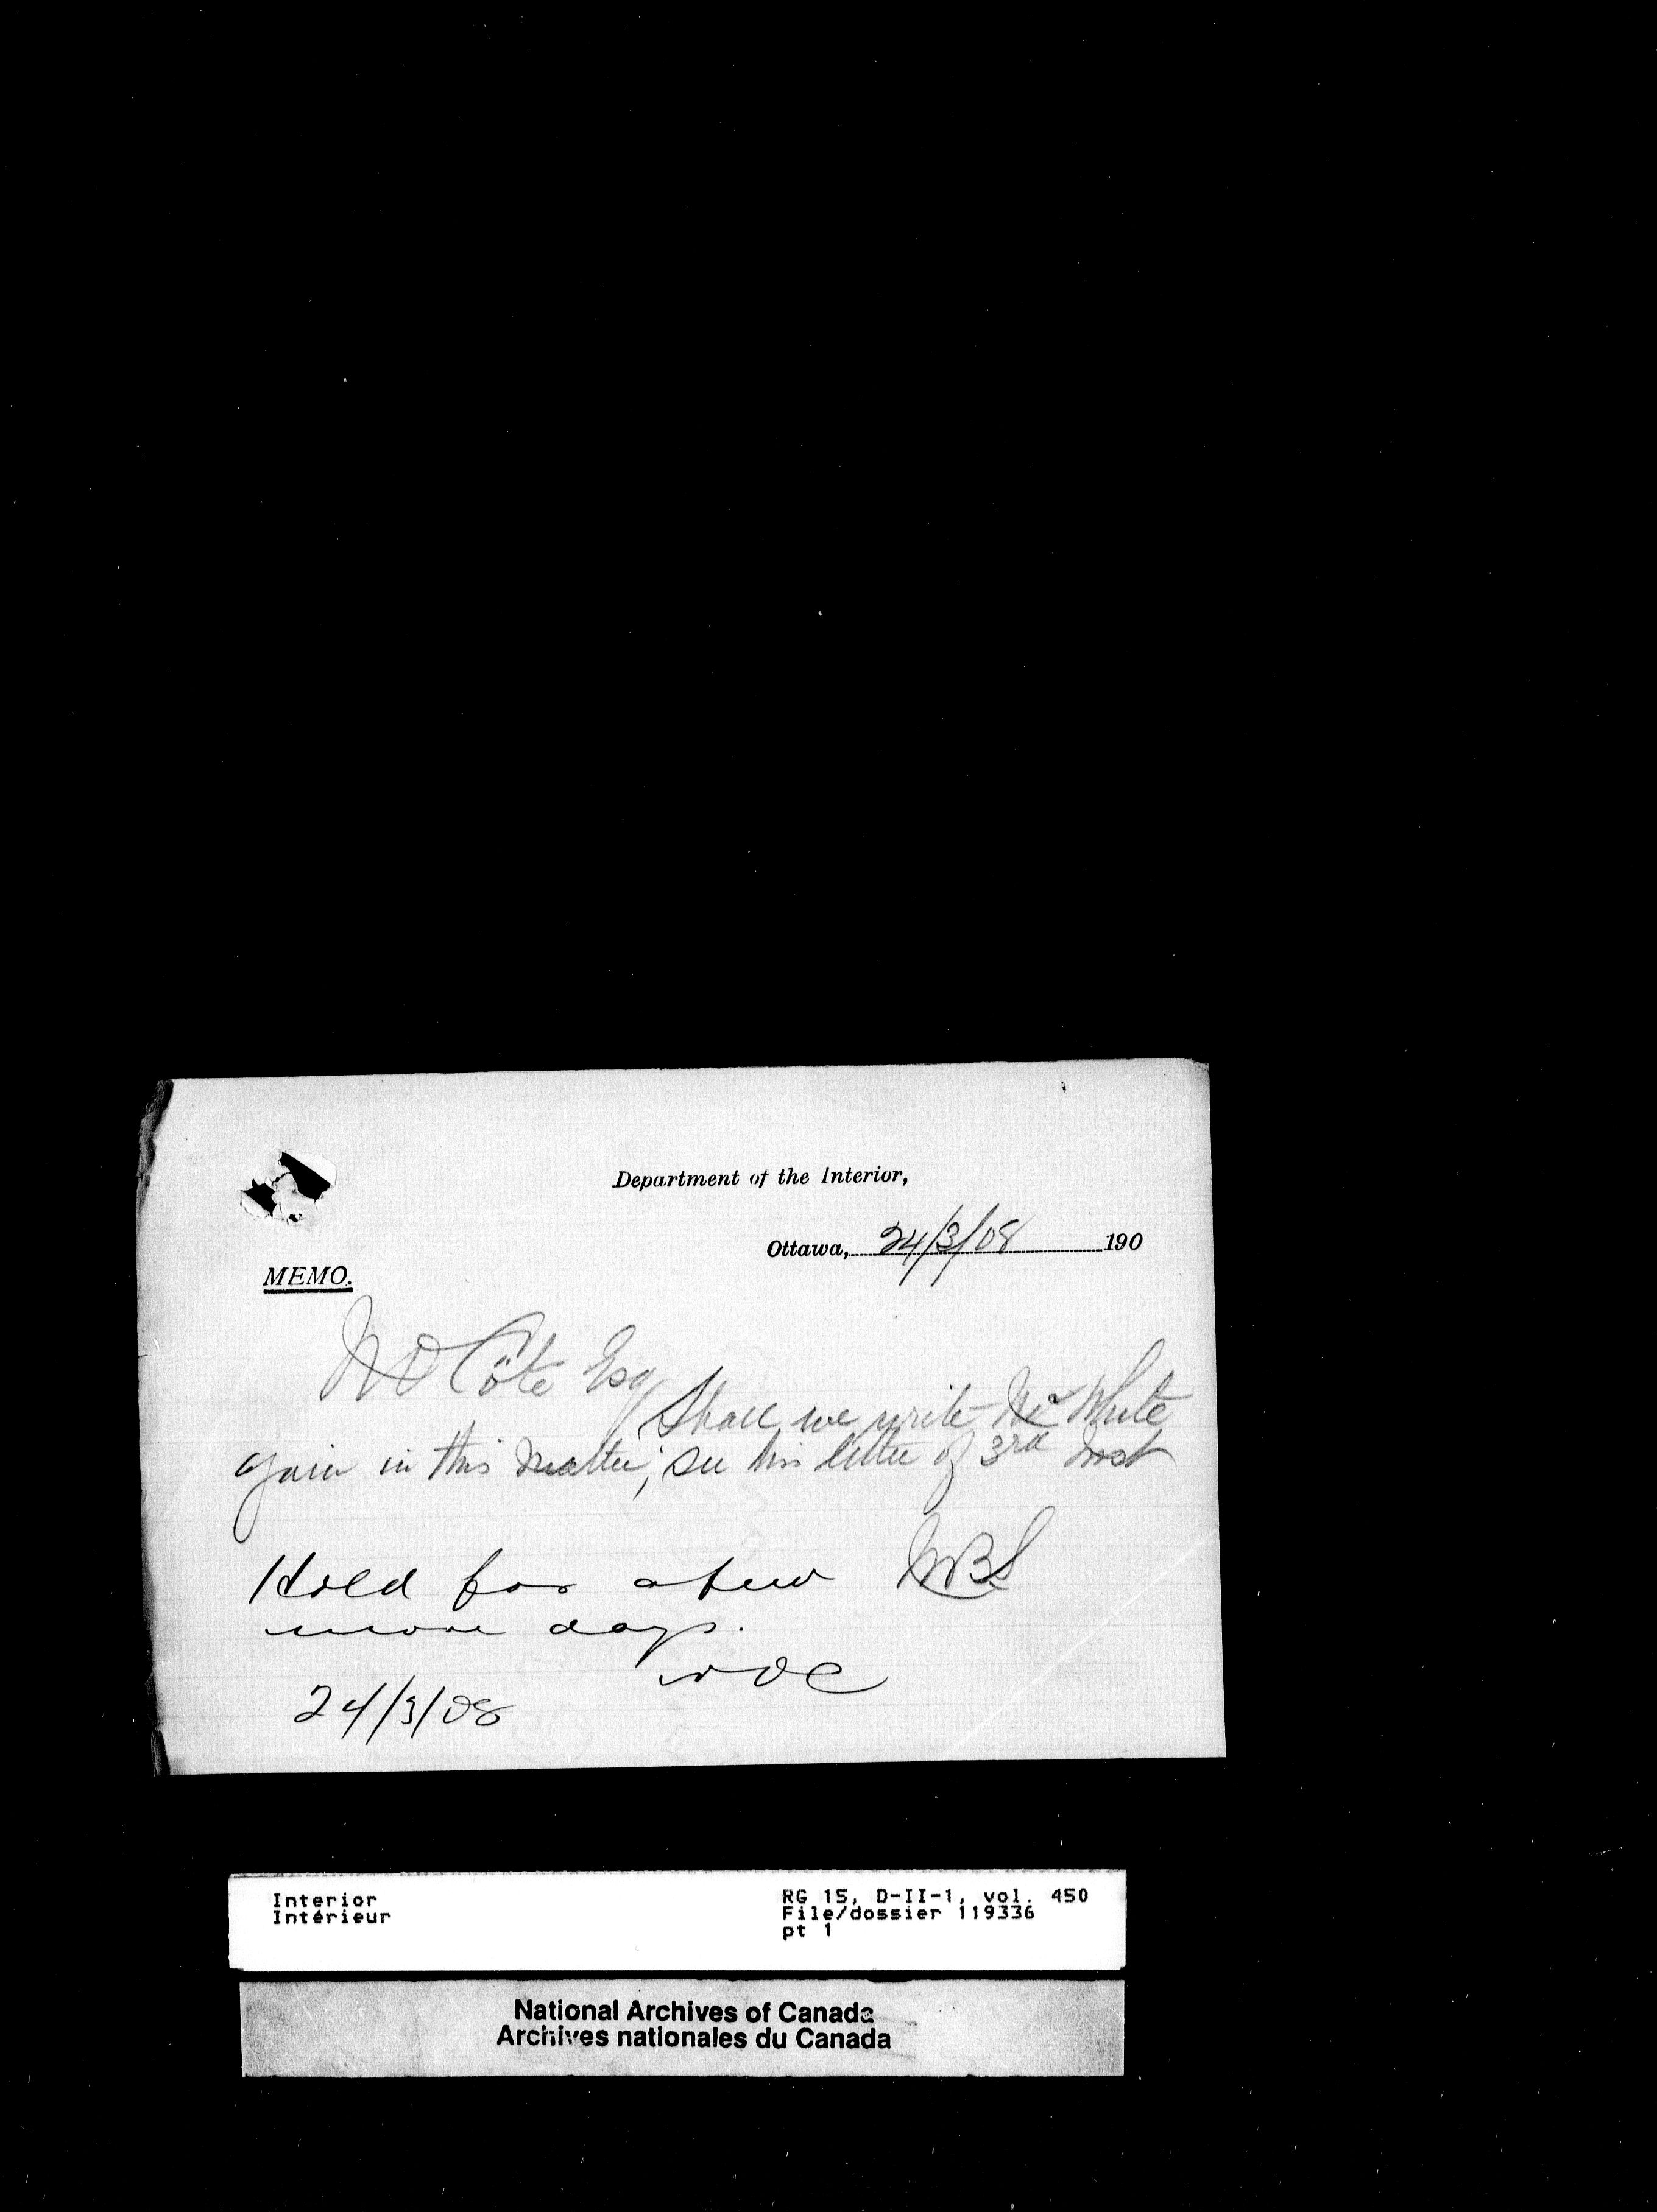 Department of the Interior,
Ottawa, 24/3/08 190
MEMO.
N O Côté Esq
Shall we write Mr White
again in this matter; see his letter of 3rd inst
Hold for a few
more days.
NOC
24/3/08
Interior
Intérieur
RG 15, D-II-1, vol. 450
File/dossier 119336
pt 1
National Archives of Canada
Archives nationales du Canada